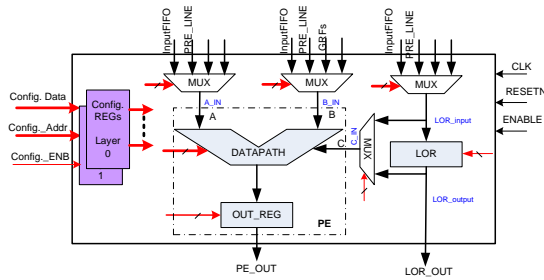 InputFIFO
PRE_LINE
InputFIFO
PRE_LINE
GRFs
InputFIFO
PRE_LINE
MUX
MUX
MUX
CLK
RESETN
ENABLE
Config. Data
Config._Addr
Config._ENB
Config.
REGs
Layer
0
1
A_IN
A
B_IN
B
LOR_input
C_IN
C
MUX
DATAPATH
LOR
OUT_REG
PE
LOR_output
PE_OUT
LOR_OUT